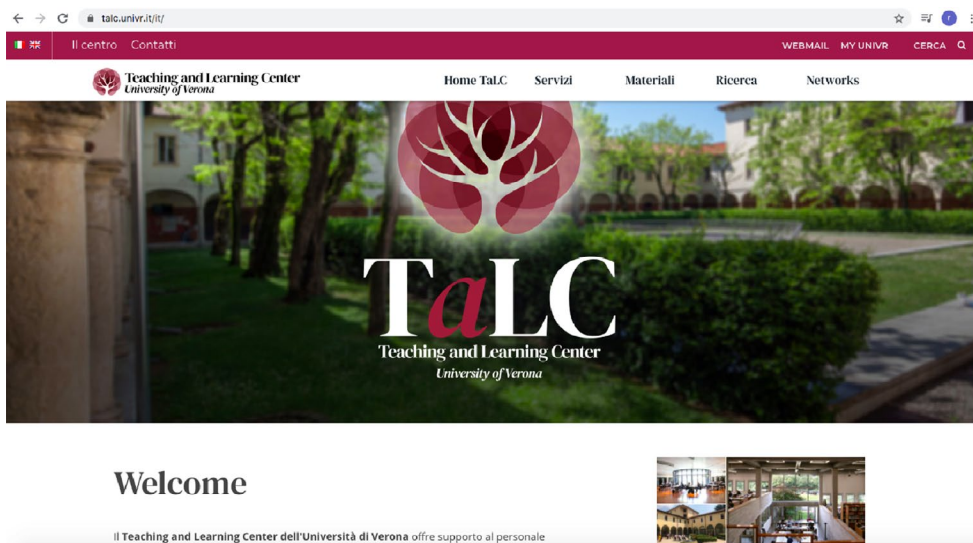 talc.univr.it/it/
Il centro Contatti WEBMAIL MY UNIVR CERCA
Teaching and Learning Center
University of Verona
Home TaLC Servizi Materiali Ricerca Networks
TaLC
Teaching and Learning Center
University of Verona
Welcome
Il Teaching and Learning Center dell'Università di Verona offre supporto al personale